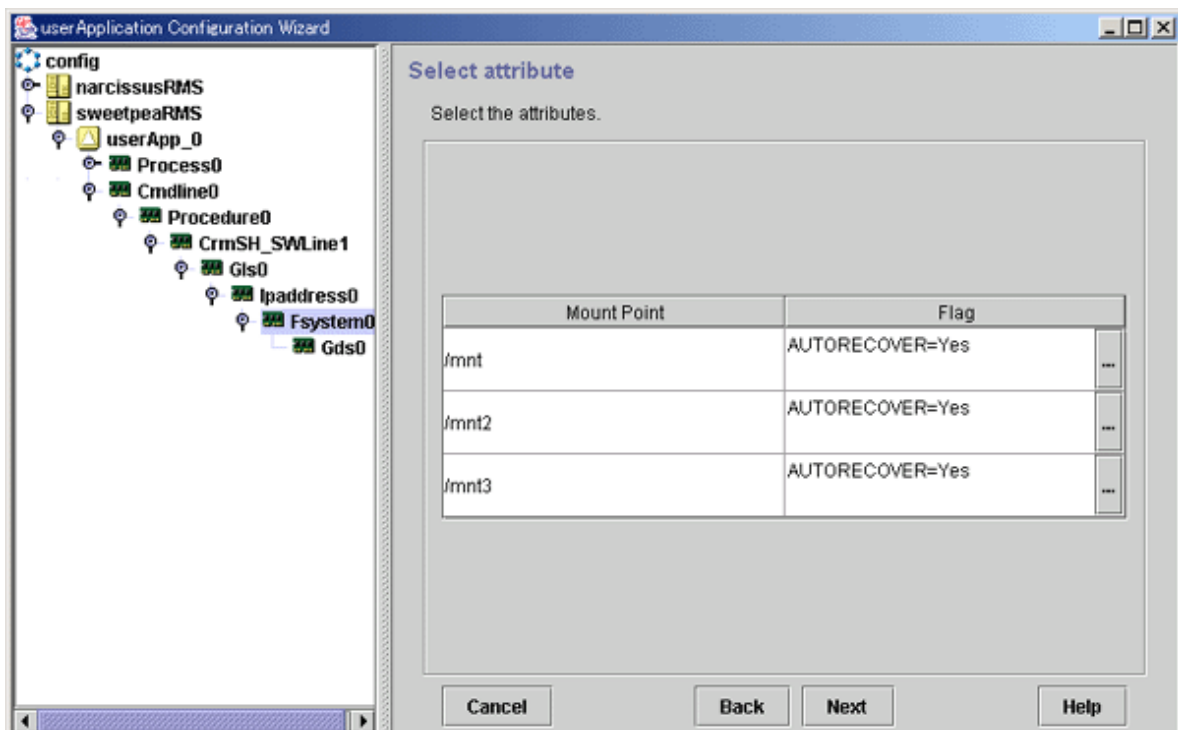 userApplication Configuration Wizard
config
narcissusRMS
sweetpeaRMS
userApp_0
Process0
Cmdline0
Procedure0
CrmSH_SWLine1
Gls0
Ipaddress0
Fsystem0
Gds0
Select attribute
Select the attributes.
Mount Point Flag
/mnt AUTORECOVER=Yes ...
/mnt2 AUTORECOVER=Yes ...
/mnt3 AUTORECOVER=Yes ...
Cancel Back Next Help